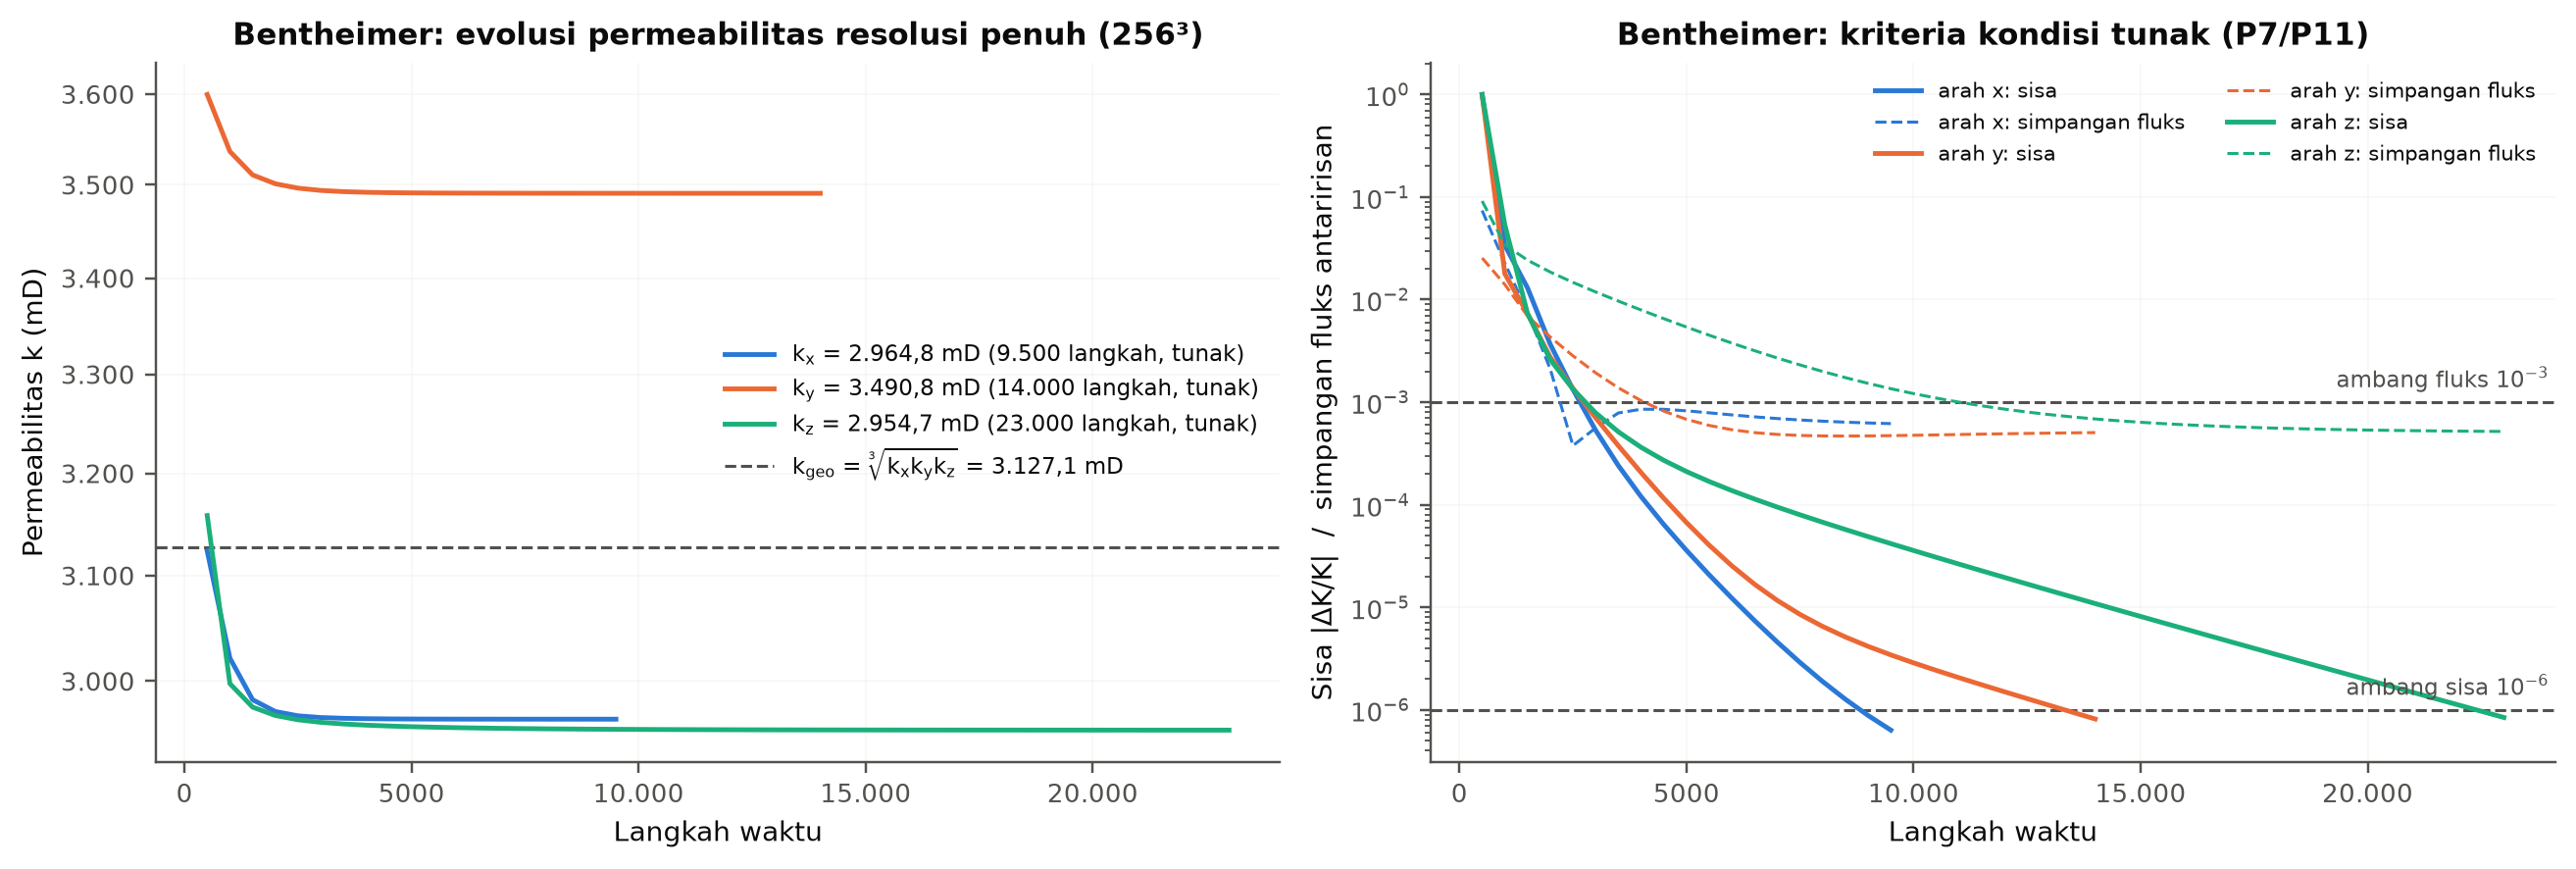 Bentheimer: evolusi permeabilitas resolusi penuh (256³)
Permeabilitas k (mD)
3.600
3.500
3.400
3.300
3.200
3.100
3.000
kₓ = 2.964,8 mD (9.500 langkah, tunak)
k_y = 3.490,8 mD (14.000 langkah, tunak)
k_z = 2.954,7 mD (23.000 langkah, tunak)
k_geo = ∛(kₓk_yk_z) = 3.127,1 mD
0 5000 10.000 15.000 20.000
Langkah waktu
Bentheimer: kriteria kondisi tunak (P7/P11)
Sisa |ΔK/K| / simpangan fluks antaririsan
10⁰
10⁻¹
10⁻²
10⁻³
10⁻⁴
10⁻⁵
10⁻⁶
arah x: sisa
arah x: simpangan fluks
arah y: sisa
arah y: simpangan fluks
arah z: sisa
arah z: simpangan fluks
ambang fluks 10⁻³
ambang sisa 10⁻⁶
0 5000 10.000 15.000 20.000
Langkah waktu